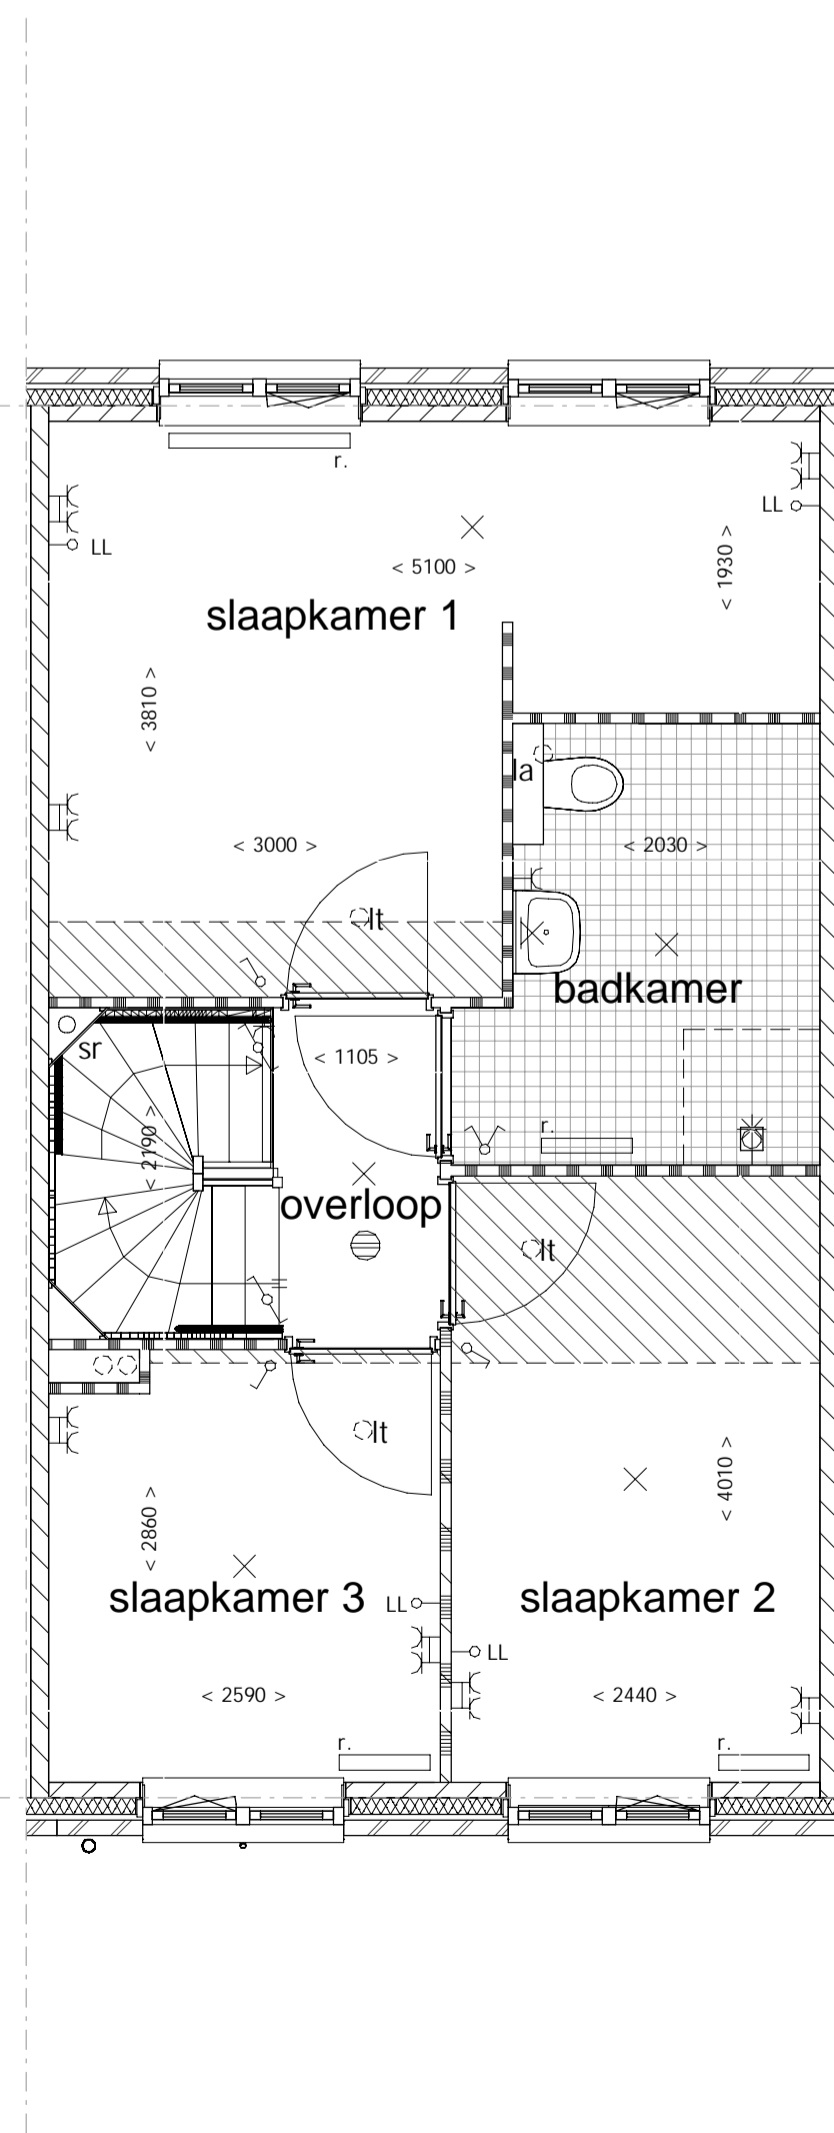 r.
LL
LL
< 5100 >
< 1930 >
slaapkamer 1
< 3810 >
la
< 3000 >
< 2030 >
lt
badkamer
sr
< 1105 >
r.
< 2190 >
overloop
lt
lt
< 4010 >
< 2860 >
slaapkamer 3
LL
slaapkamer 2
LL
< 2590 >
< 2440 >
r.
r.